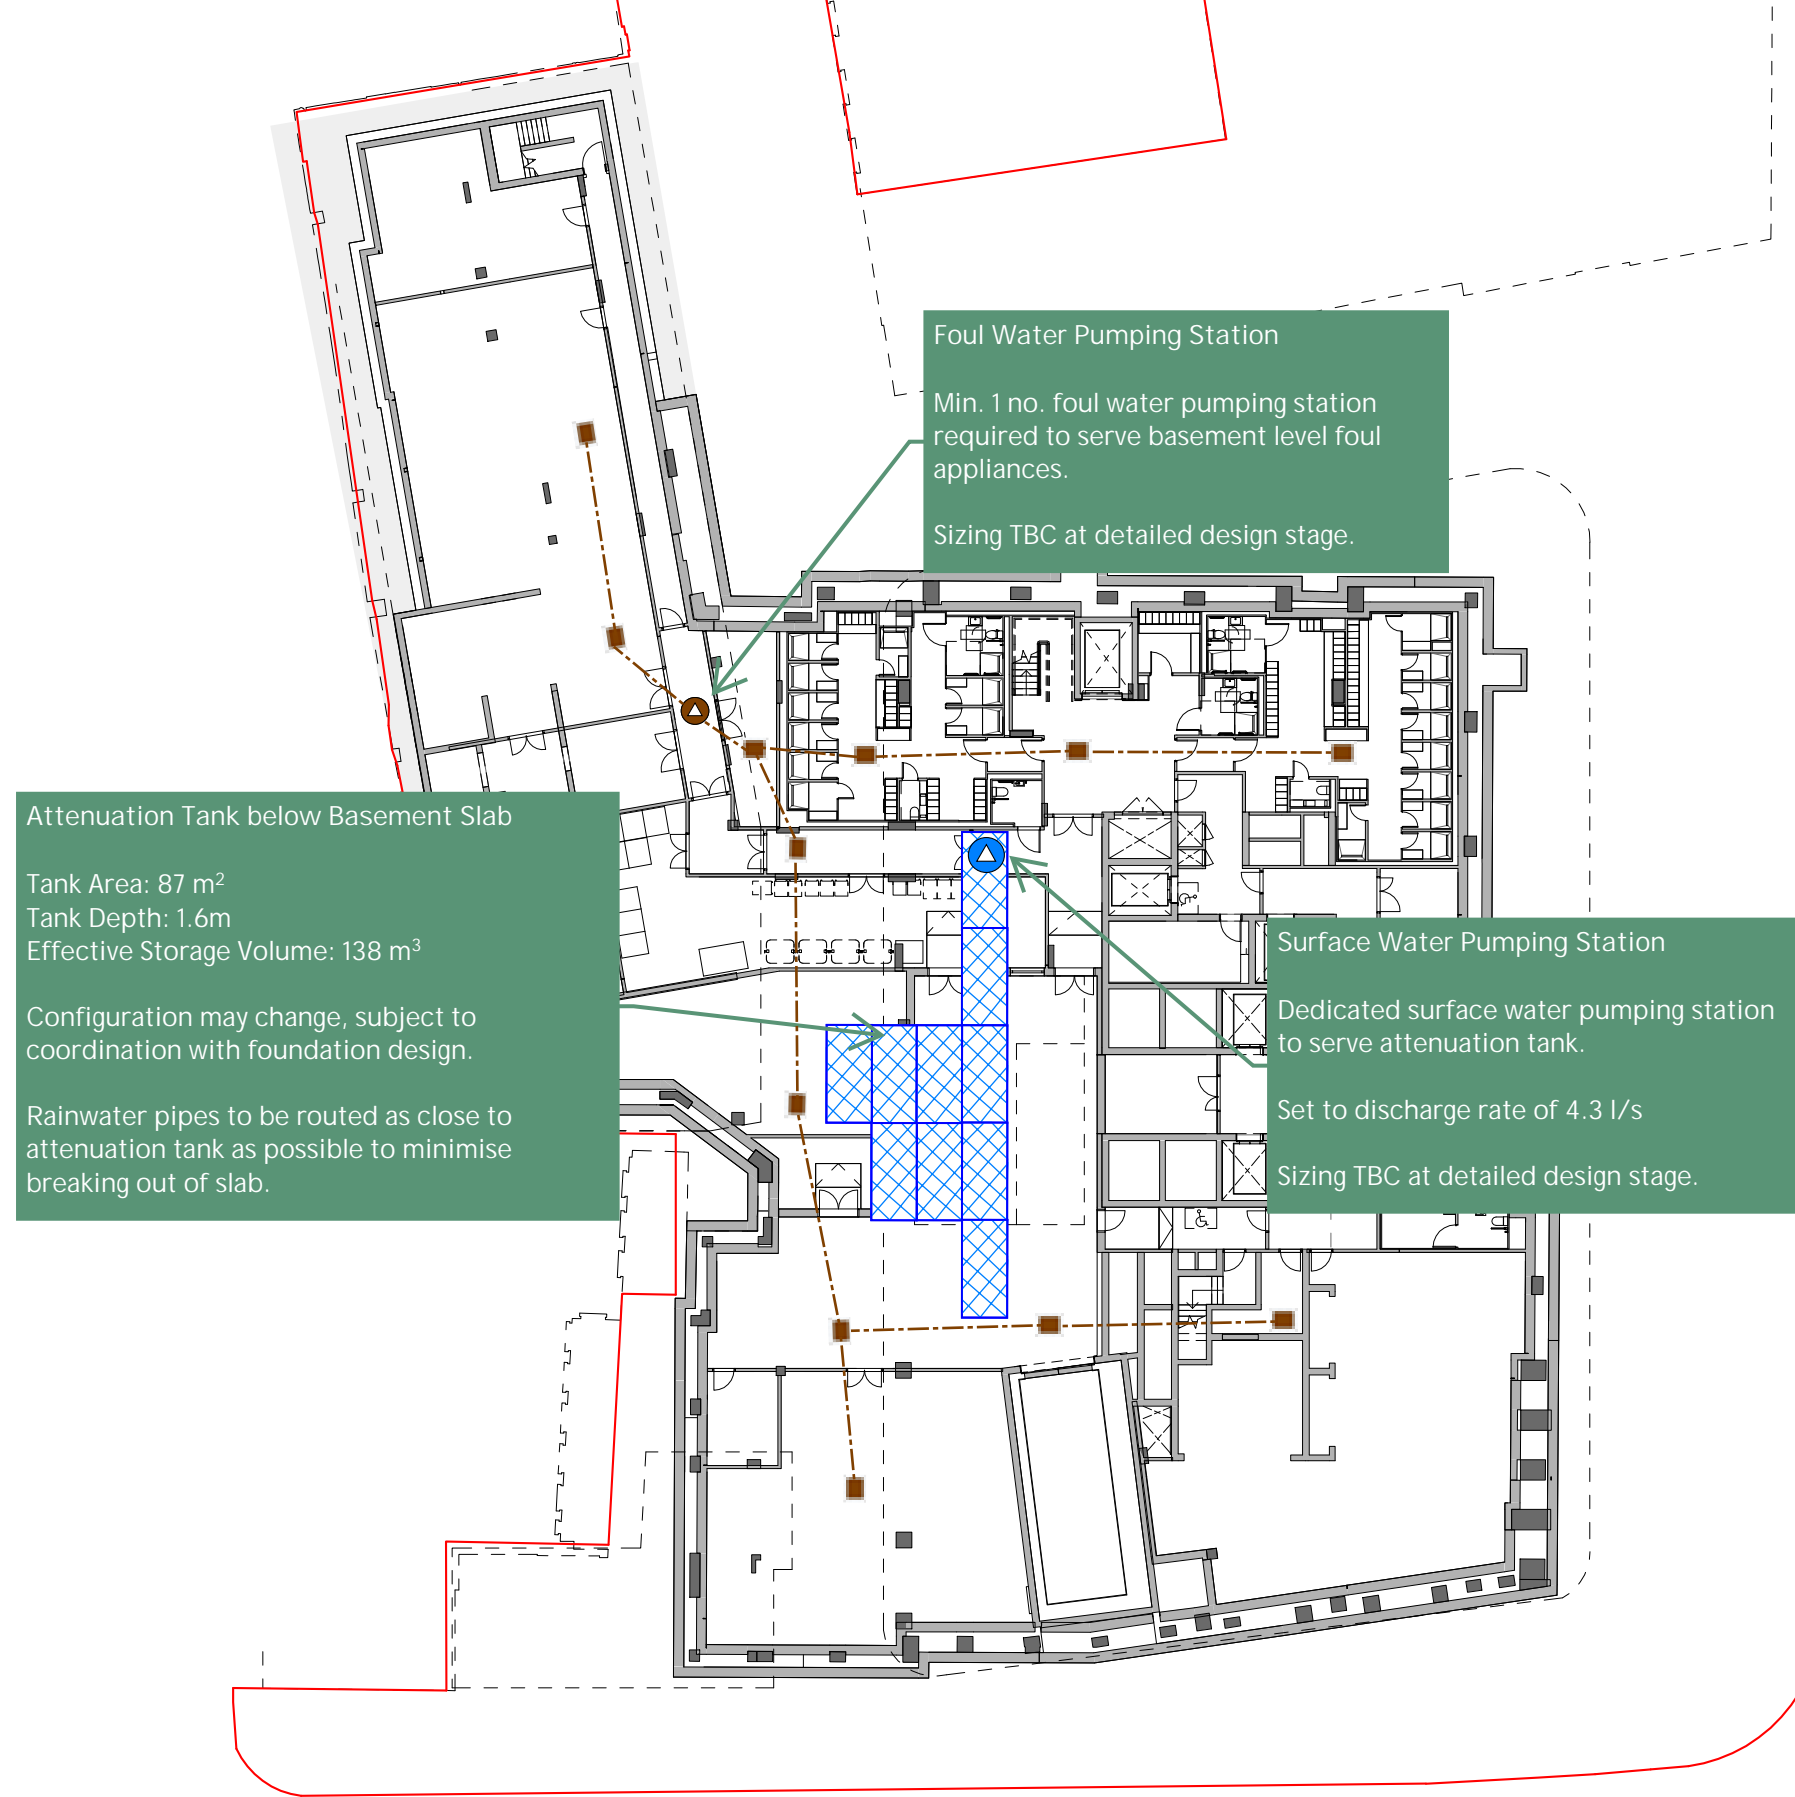 Foul Water Pumping Station
Min. 1 no. foul water pumping station
required to serve basement level foul
appliances.
Sizing TBC at detailed design stage.
Attenuation Tank below Basement Slab
Tank Area: 87 m²
Tank Depth: 1.6m
Effective Storage Volume: 138 m³
Configuration may change, subject to
coordination with foundation design.
Rainwater pipes to be routed as close to
attenuation tank as possible to minimise
breaking out of slab.
Surface Water Pumping Station
Dedicated surface water pumping station
to serve attenuation tank.
Set to discharge rate of 4.3 l/s
Sizing TBC at detailed design stage.